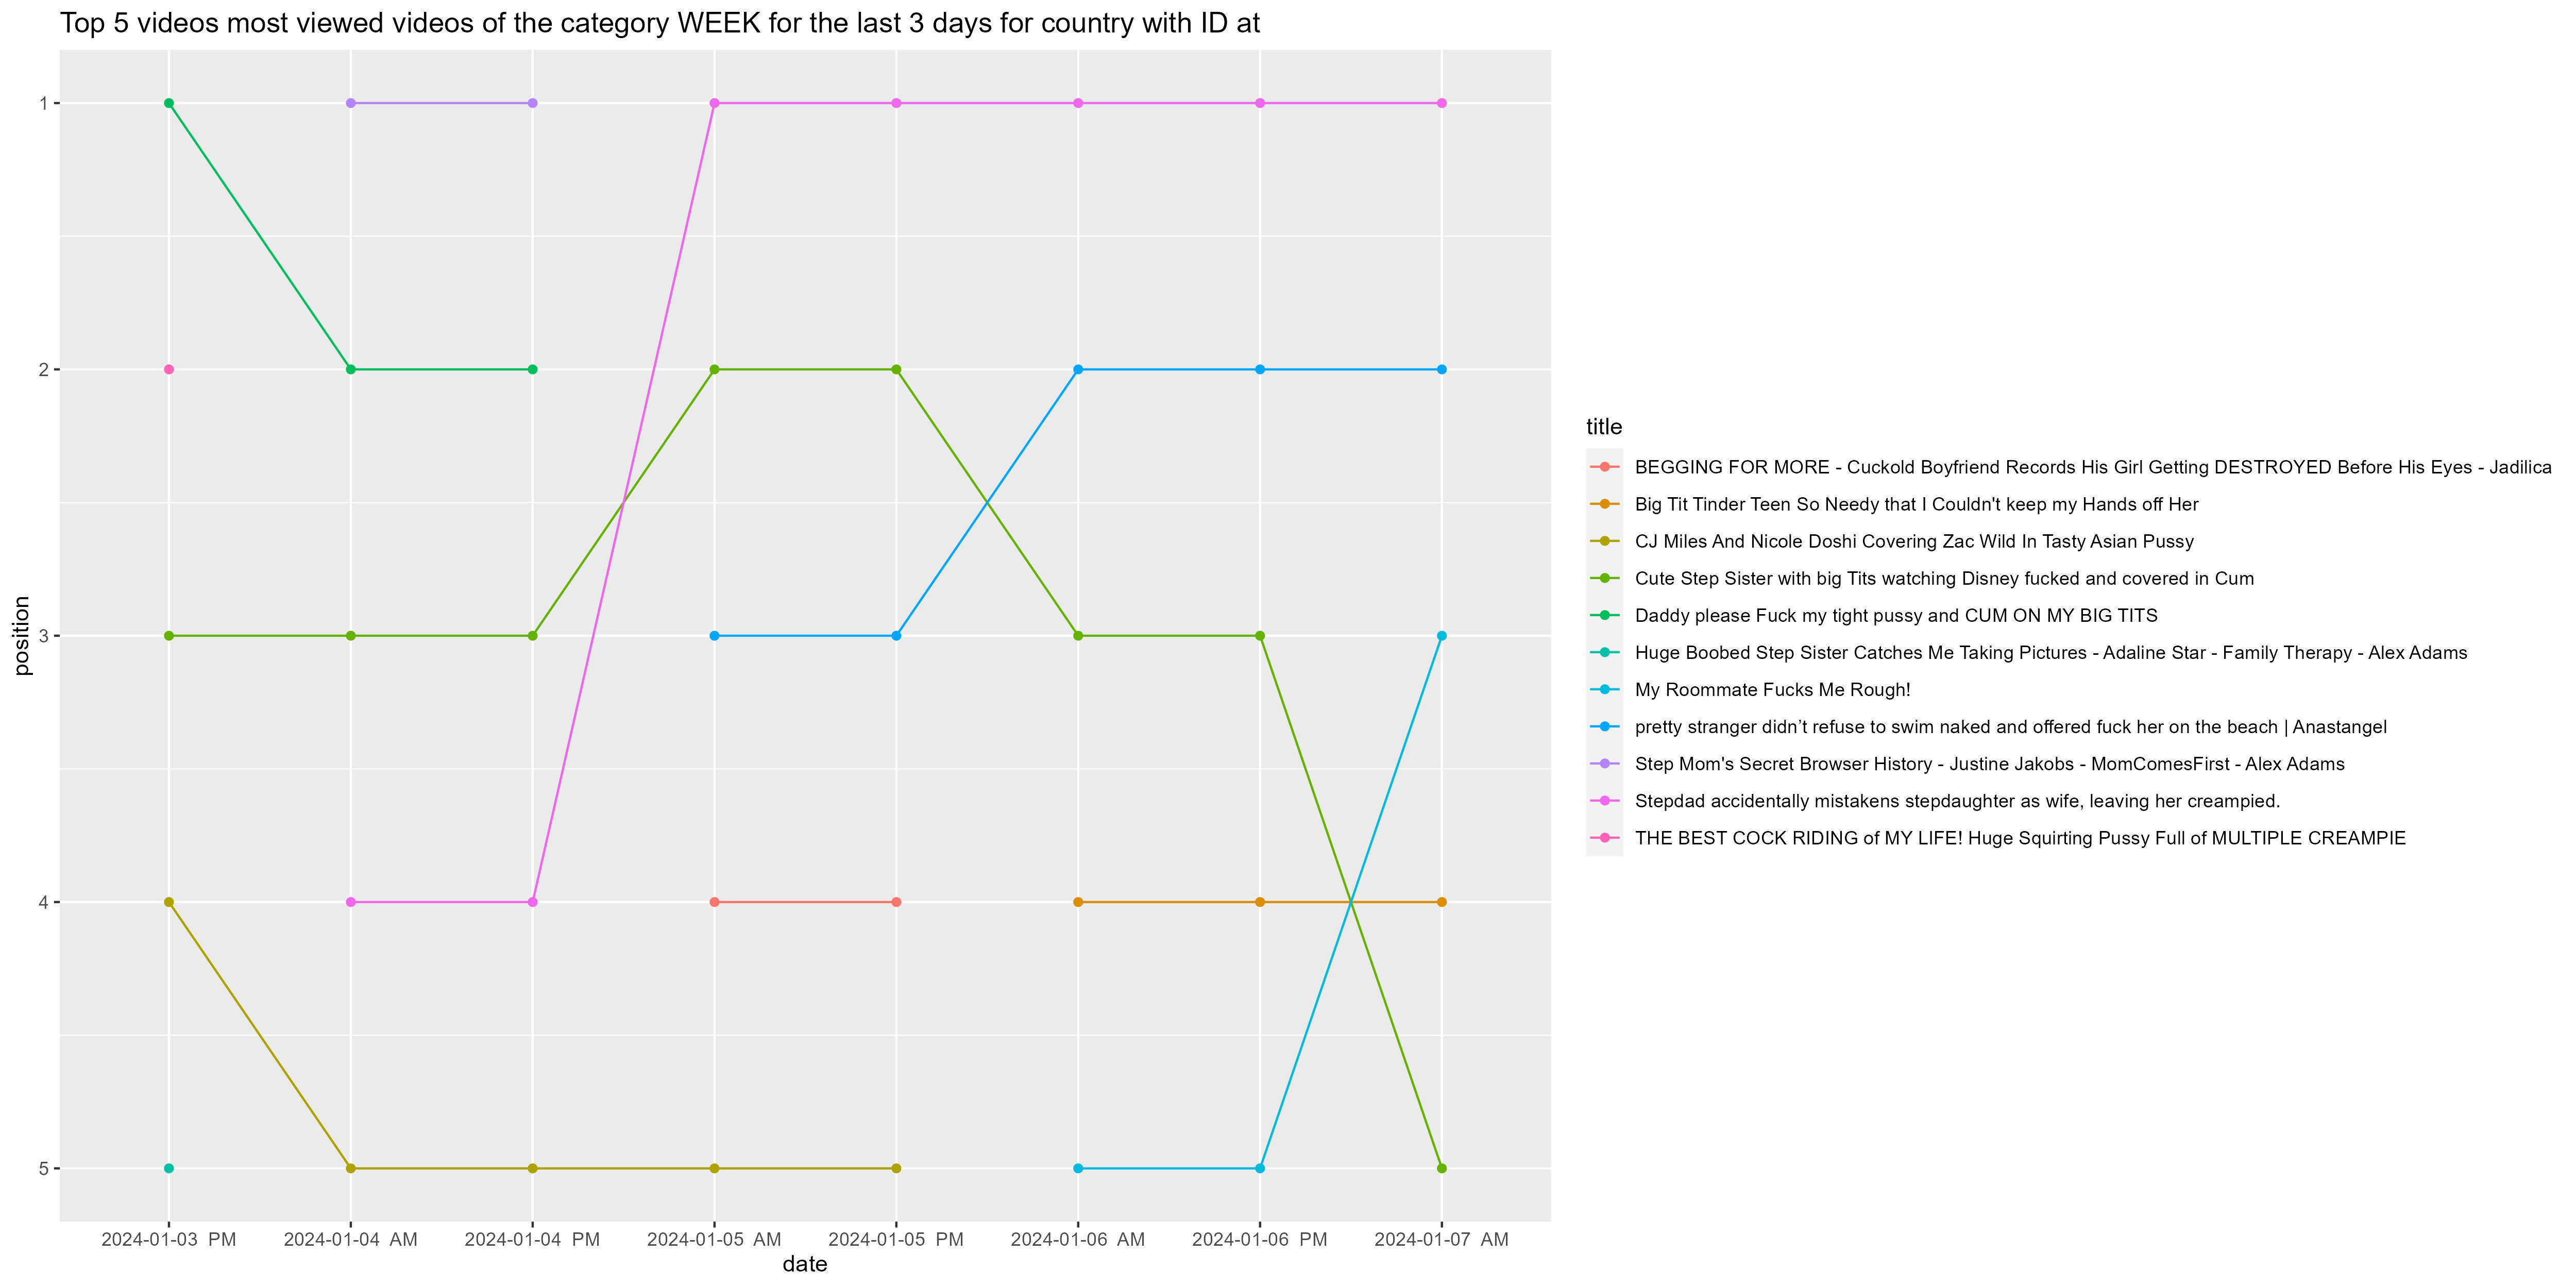 Top 5 videos most viewed videos of the category WEEK for the last 3 days for country with ID at
position
1
2
3
4
5
2024-01-03 PM
2024-01-04 AM
2024-01-04 PM
2024-01-05 AM
2024-01-05 PM
2024-01-06 AM
2024-01-06 PM
2024-01-07 AM
date
title
BEGGING FOR MORE - Cuckold Boyfriend Records His Girl Getting DESTROYED Before His Eyes - Jadilica
Big Tit Tinder Teen So Needy that I Couldn't keep my Hands off Her
CJ Miles And Nicole Doshi Covering Zac Wild In Tasty Asian Pussy
Cute Step Sister with big Tits watching Disney fucked and covered in Cum
Daddy please Fuck my tight pussy and CUM ON MY BIG TITS
Huge Boobed Step Sister Catches Me Taking Pictures - Adaline Star - Family Therapy - Alex Adams
My Roommate Fucks Me Rough!
pretty stranger didn’t refuse to swim naked and offered fuck her on the beach | Anastangel
Step Mom's Secret Browser History - Justine Jakobs - MomComesFirst - Alex Adams
Stepdad accidentally mistakens stepdaughter as wife, leaving her creampied.
THE BEST COCK RIDING of MY LIFE! Huge Squirting Pussy Full of MULTIPLE CREAMPIE